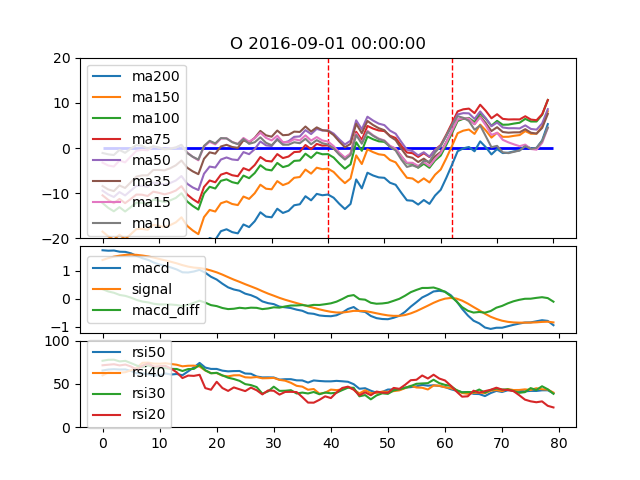 O 2016-09-01 00:00:00
20
10
0
−10
−20
ma200
ma150
ma100
ma75
ma50
ma35
ma15
ma10
1
0
−1
macd
signal
macd_diff
100
50
0
rsi50
rsi40
rsi30
rsi20
0 10 20 30 40 50 60 70 80